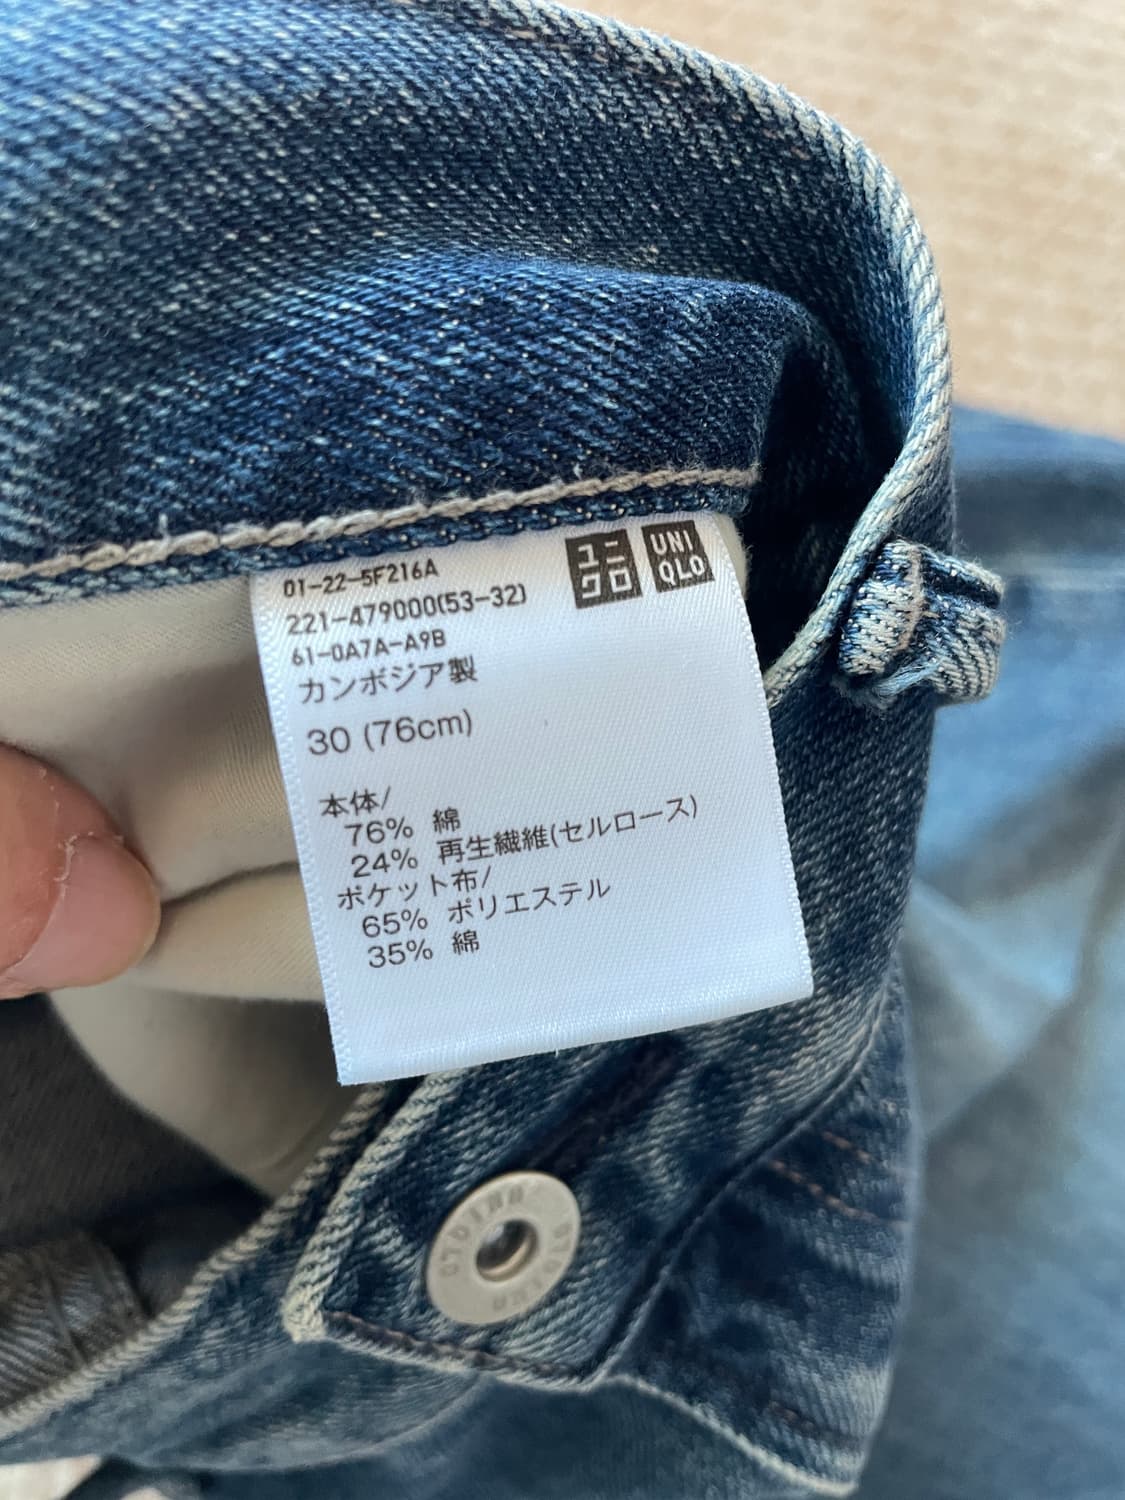 01-22-5F216A
221-479000(53-32)
61-0A7A-A9B
カンボジア製
ユニ
クロ
UNI
QLO
30 (76cm)
本体/
76% 綿
24% 再生繊維(セルロース)
ポケット布/
65% ポリエステル
35% 綿
UNIQLO